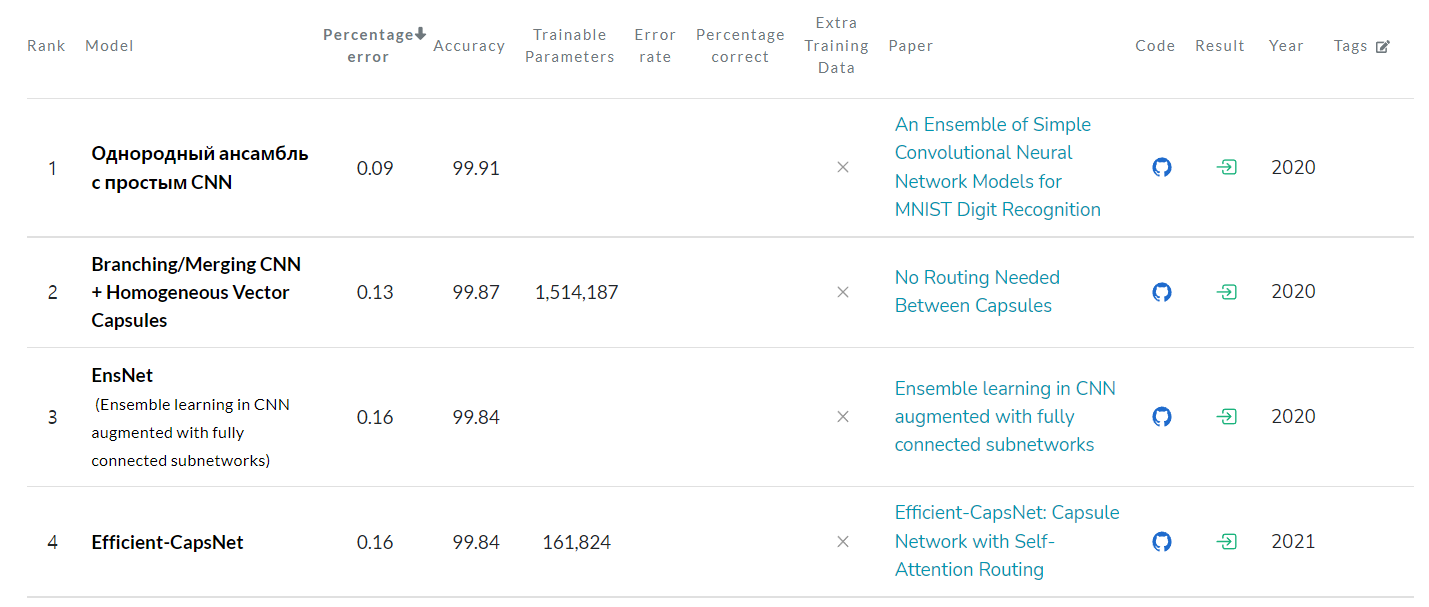 Rank Model Percentage error Accuracy Trainable Parameters Error rate Percentage correct Extra Training Data Paper Code Result Year Tags
1 Однородный ансамбль с простым CNN 0.09 99.91 An Ensemble of Simple Convolutional Neural Network Models for MNIST Digit Recognition 2020
2 Branching/Merging CNN + Homogeneous Vector Capsules 0.13 99.87 1,514,187 No Routing Needed Between Capsules 2020
3 EnsNet (Ensemble learning in CNN augmented with fully connected subnetworks) 0.16 99.84 Ensemble learning in CNN augmented with fully connected subnetworks 2020
4 Efficient-CapsNet 0.16 99.84 161,824 Efficient-CapsNet: Capsule Network with Self-Attention Routing 2021